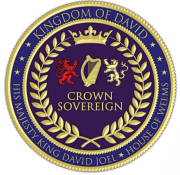 KINGDOM OF DAVID
CROWN
SOVEREIGN
HIS MAJESTY KING DAVID JOEL ★ HOUSE OF WEEMS